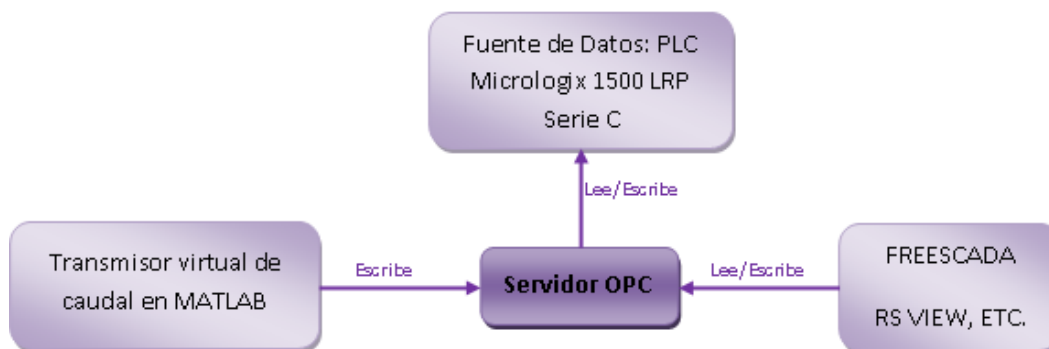 Fuente de Datos: PLC
Micrologix 1500 LRP
Serie C
Lee/Escribe
Transmisor virtual de
caudal en MATLAB
Escribe
Servidor OPC
Lee/Escribe
FREESCADA
RS VIEW, ETC.